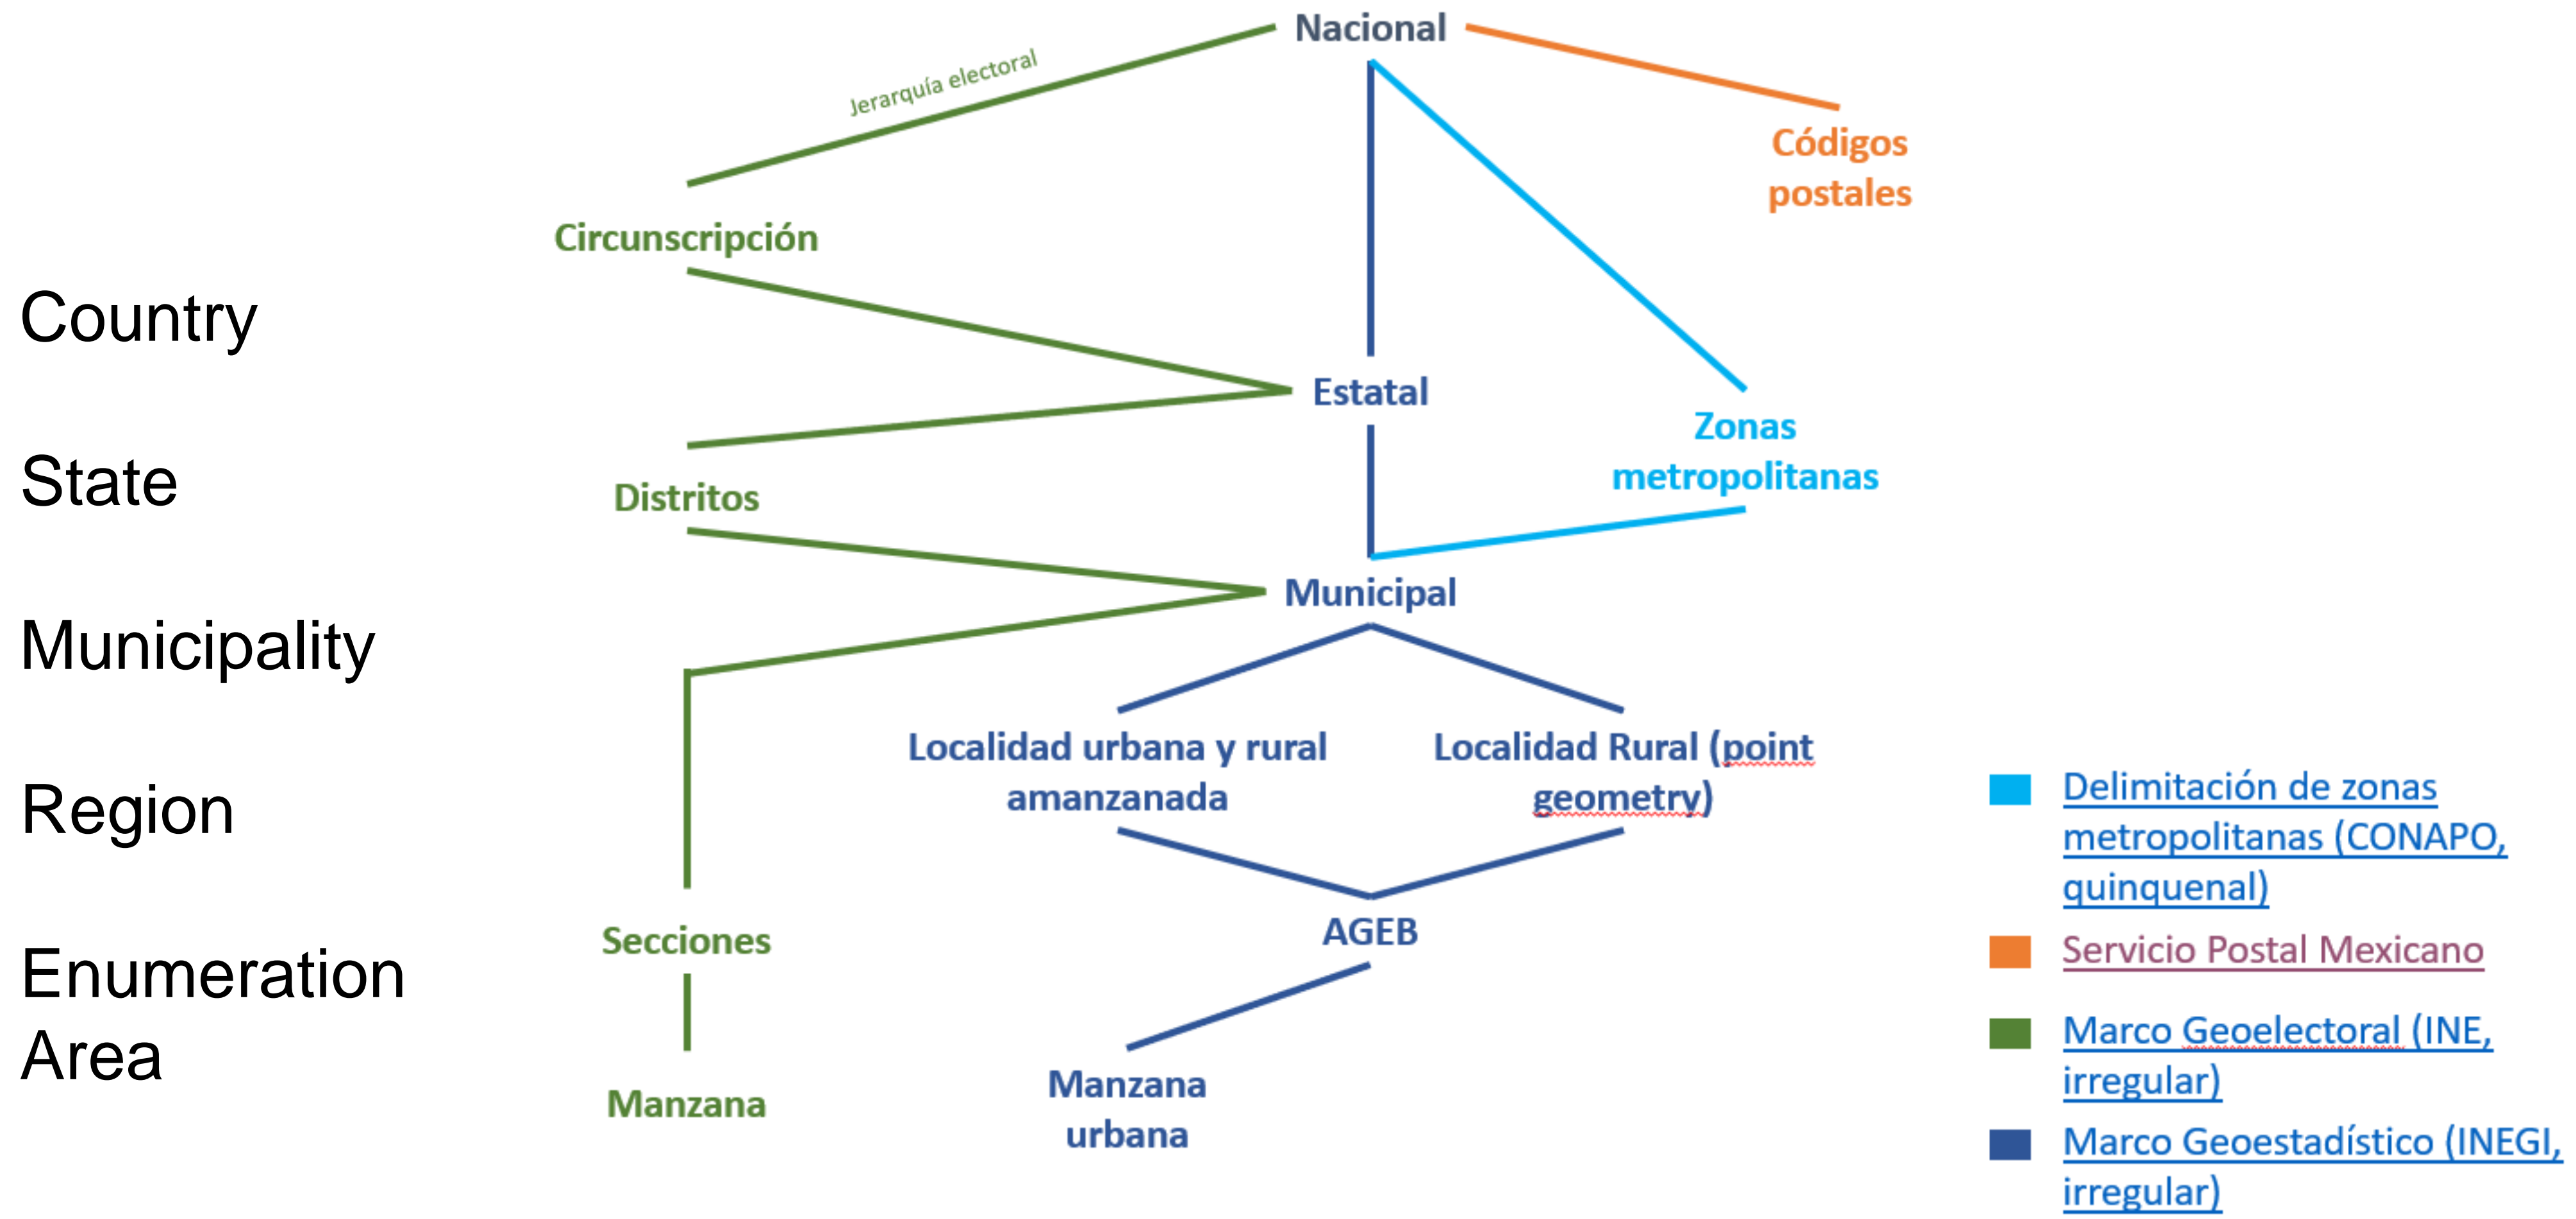 Nacional
Jerarquía electoral
Códigos
postales
Circunscripción
Country
Estatal
Zonas
metropolitanas
State
Distritos
Municipal
Municipality
Localidad urbana y rural
amanzanada
Localidad Rural (point
geometry)
Region
Secciones
AGEB
Enumeration
Area
Manzana
Manzana
urbana
Delimitación de zonas
metropolitanas (CONAPO,
quinquenal)
Servicio Postal Mexicano
Marco Geoelectoral (INE,
irregular)
Marco Geoestadístico (INEGI,
irregular)